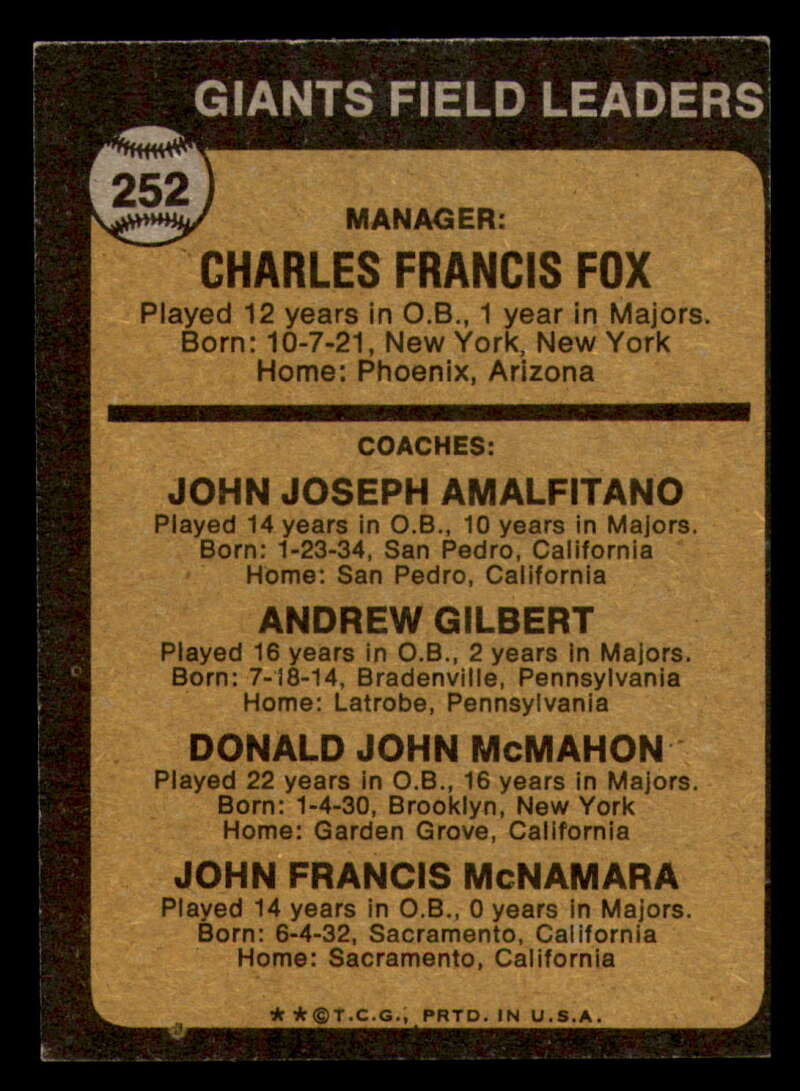 GIANTS FIELD LEADERS
252
MANAGER:
CHARLES FRANCIS FOX
Played 12 years in O.B., 1 year in Majors.
Born: 10-7-21, New York, New York
Home: Phoenix, Arizona
COACHES:
JOHN JOSEPH AMALFITANO
Played 14 years in O.B., 10 years in Majors.
Born: 1-23-34, San Pedro, California
Home: San Pedro, California
ANDREW GILBERT
Played 16 years in O.B., 2 years in Majors.
Born: 7-18-14, Bradenville, Pennsylvania
Home: Latrobe, Pennsylvania
DONALD JOHN McMAHON
Played 22 years in O.B., 16 years in Majors.
Born: 1-4-30, Brooklyn, New York
Home: Garden Grove, California
JOHN FRANCIS McNAMARA
Played 14 years in O.B., 0 years in Majors.
Born: 6-4-32, Sacramento, California
Home: Sacramento, California
★ ★ © T.C.G., PRTD. IN U.S.A.